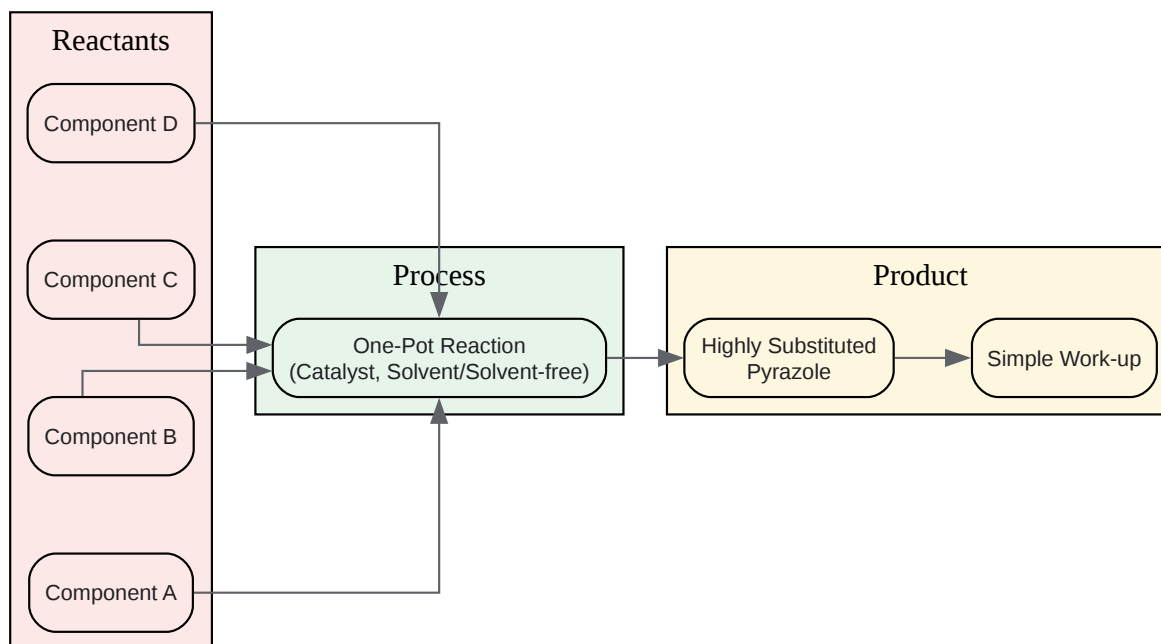 Reactants
Component D
Component C
Component B
Component A
Process
One-Pot Reaction
(Catalyst, Solvent/Solvent-free)
Product
Highly Substituted
Pyrazole
Simple Work-up